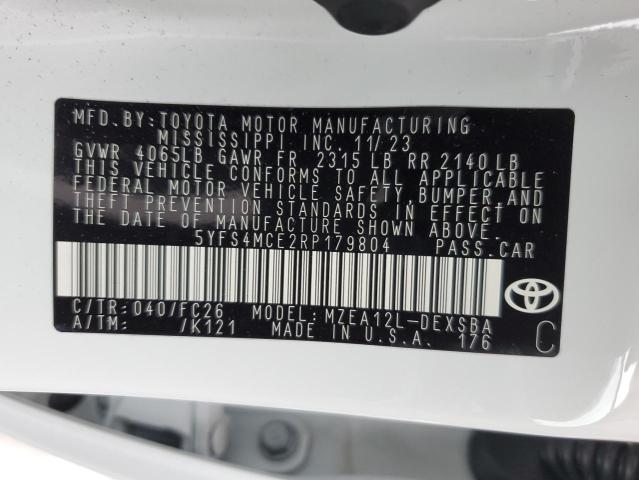 MFD. BY: TOYOTA MOTOR MANUFACTURING
MISSISSIPPI INC. 11/23
GVWR 4065LB GAWR FR 2315 LB RR 2140 LB
THIS VEHICLE CONFORMS TO ALL APPLICABLE
FEDERAL MOTOR VEHICLE SAFETY, BUMPER, AND
THEFT PREVENTION STANDARDS IN EFFECT ON
THE DATE OF MANUFACTURE SHOWN ABOVE.
5YFS4MCE2RP179804 PASS. CAR
C/TR: 040/FC26 MODEL: MZEA12L-DEXSBA
A/TM: /K121 MADE IN U.S.A. 176
C